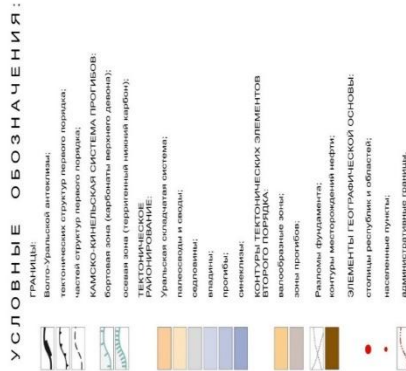 УСЛОВНЫЕ ОБОЗНАЧЕНИЯ:
ГРАНИЦЫ:
Волго-Уральской антеклизы;
тектонических структур первого порядка;
частей структур первого порядка;
КАМСКО-КИНЕЛЬСКАЯ СИСТЕМА ПРОГИБОВ:
бортовая зона (карбонаты верхнего девона);
осевая зона (терригенный нижний карбон);
ТЕКТОНИЧЕСКОЕ
РАЙОНИРОВАНИЕ:
Уральская складчатая система;
палеосводы и своды;
седловины;
впадины;
прогибы;
синеклизы;
КОНТУРЫ ТЕКТОНИЧЕСКИХ ЭЛЕМЕНТОВ
ВТОРОГО ПОРЯДКА:
валообразные зоны;
зоны прогибов;
Разломы фундамента;
контуры месторождений нефти;
ЭЛЕМЕНТЫ ГЕОГРАФИЧЕСКОЙ ОСНОВЫ:
столицы республик и областей;
населенные пункты;
административные границы.